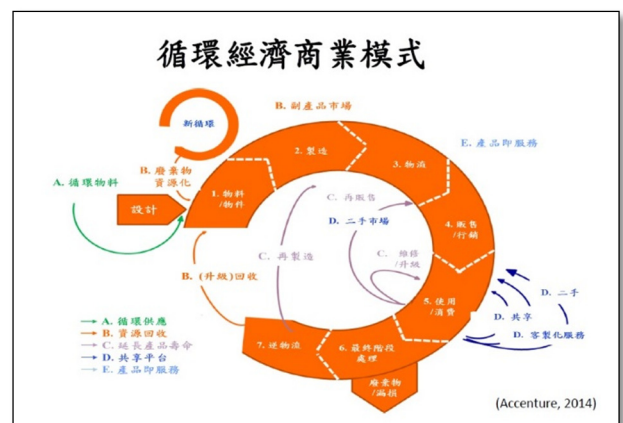 循環經濟商業模式
B. 副產品市場
新循環
2. 製造
E. 產品即服務
3. 物流
B. 廢棄物
資源化
A. 循環物料
1. 物料
/物件
C. 再販售
設計
D. 二手市場
4. 販售
/行銷
C. 維修
/升級
C. 再製造
B. (升級)回收
D. 二手
5. 使用
/消費
D. 共享
A. 循環供應
D. 客製化服務
B. 資源回收
C. 延長產品壽命
7. 逆物流
6. 最終階段
處理
D. 共享平台
E. 產品即服務
廢棄物
/漏損
(Accenture, 2014)